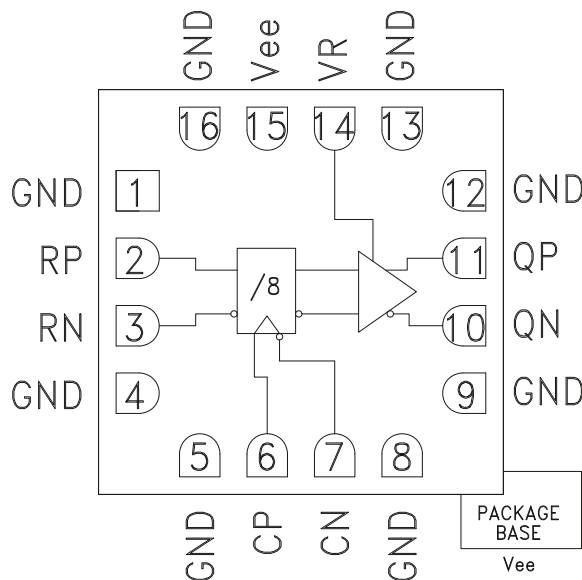 GND
Vee
VR
GND
16
15
14
13
GND
1
12
GND
RP
2
/8
11
QP
RN
3
10
QN
GND
4
9
GND
5
6
7
8
GND
CP
CN
GND
PACKAGE
BASE
Vee